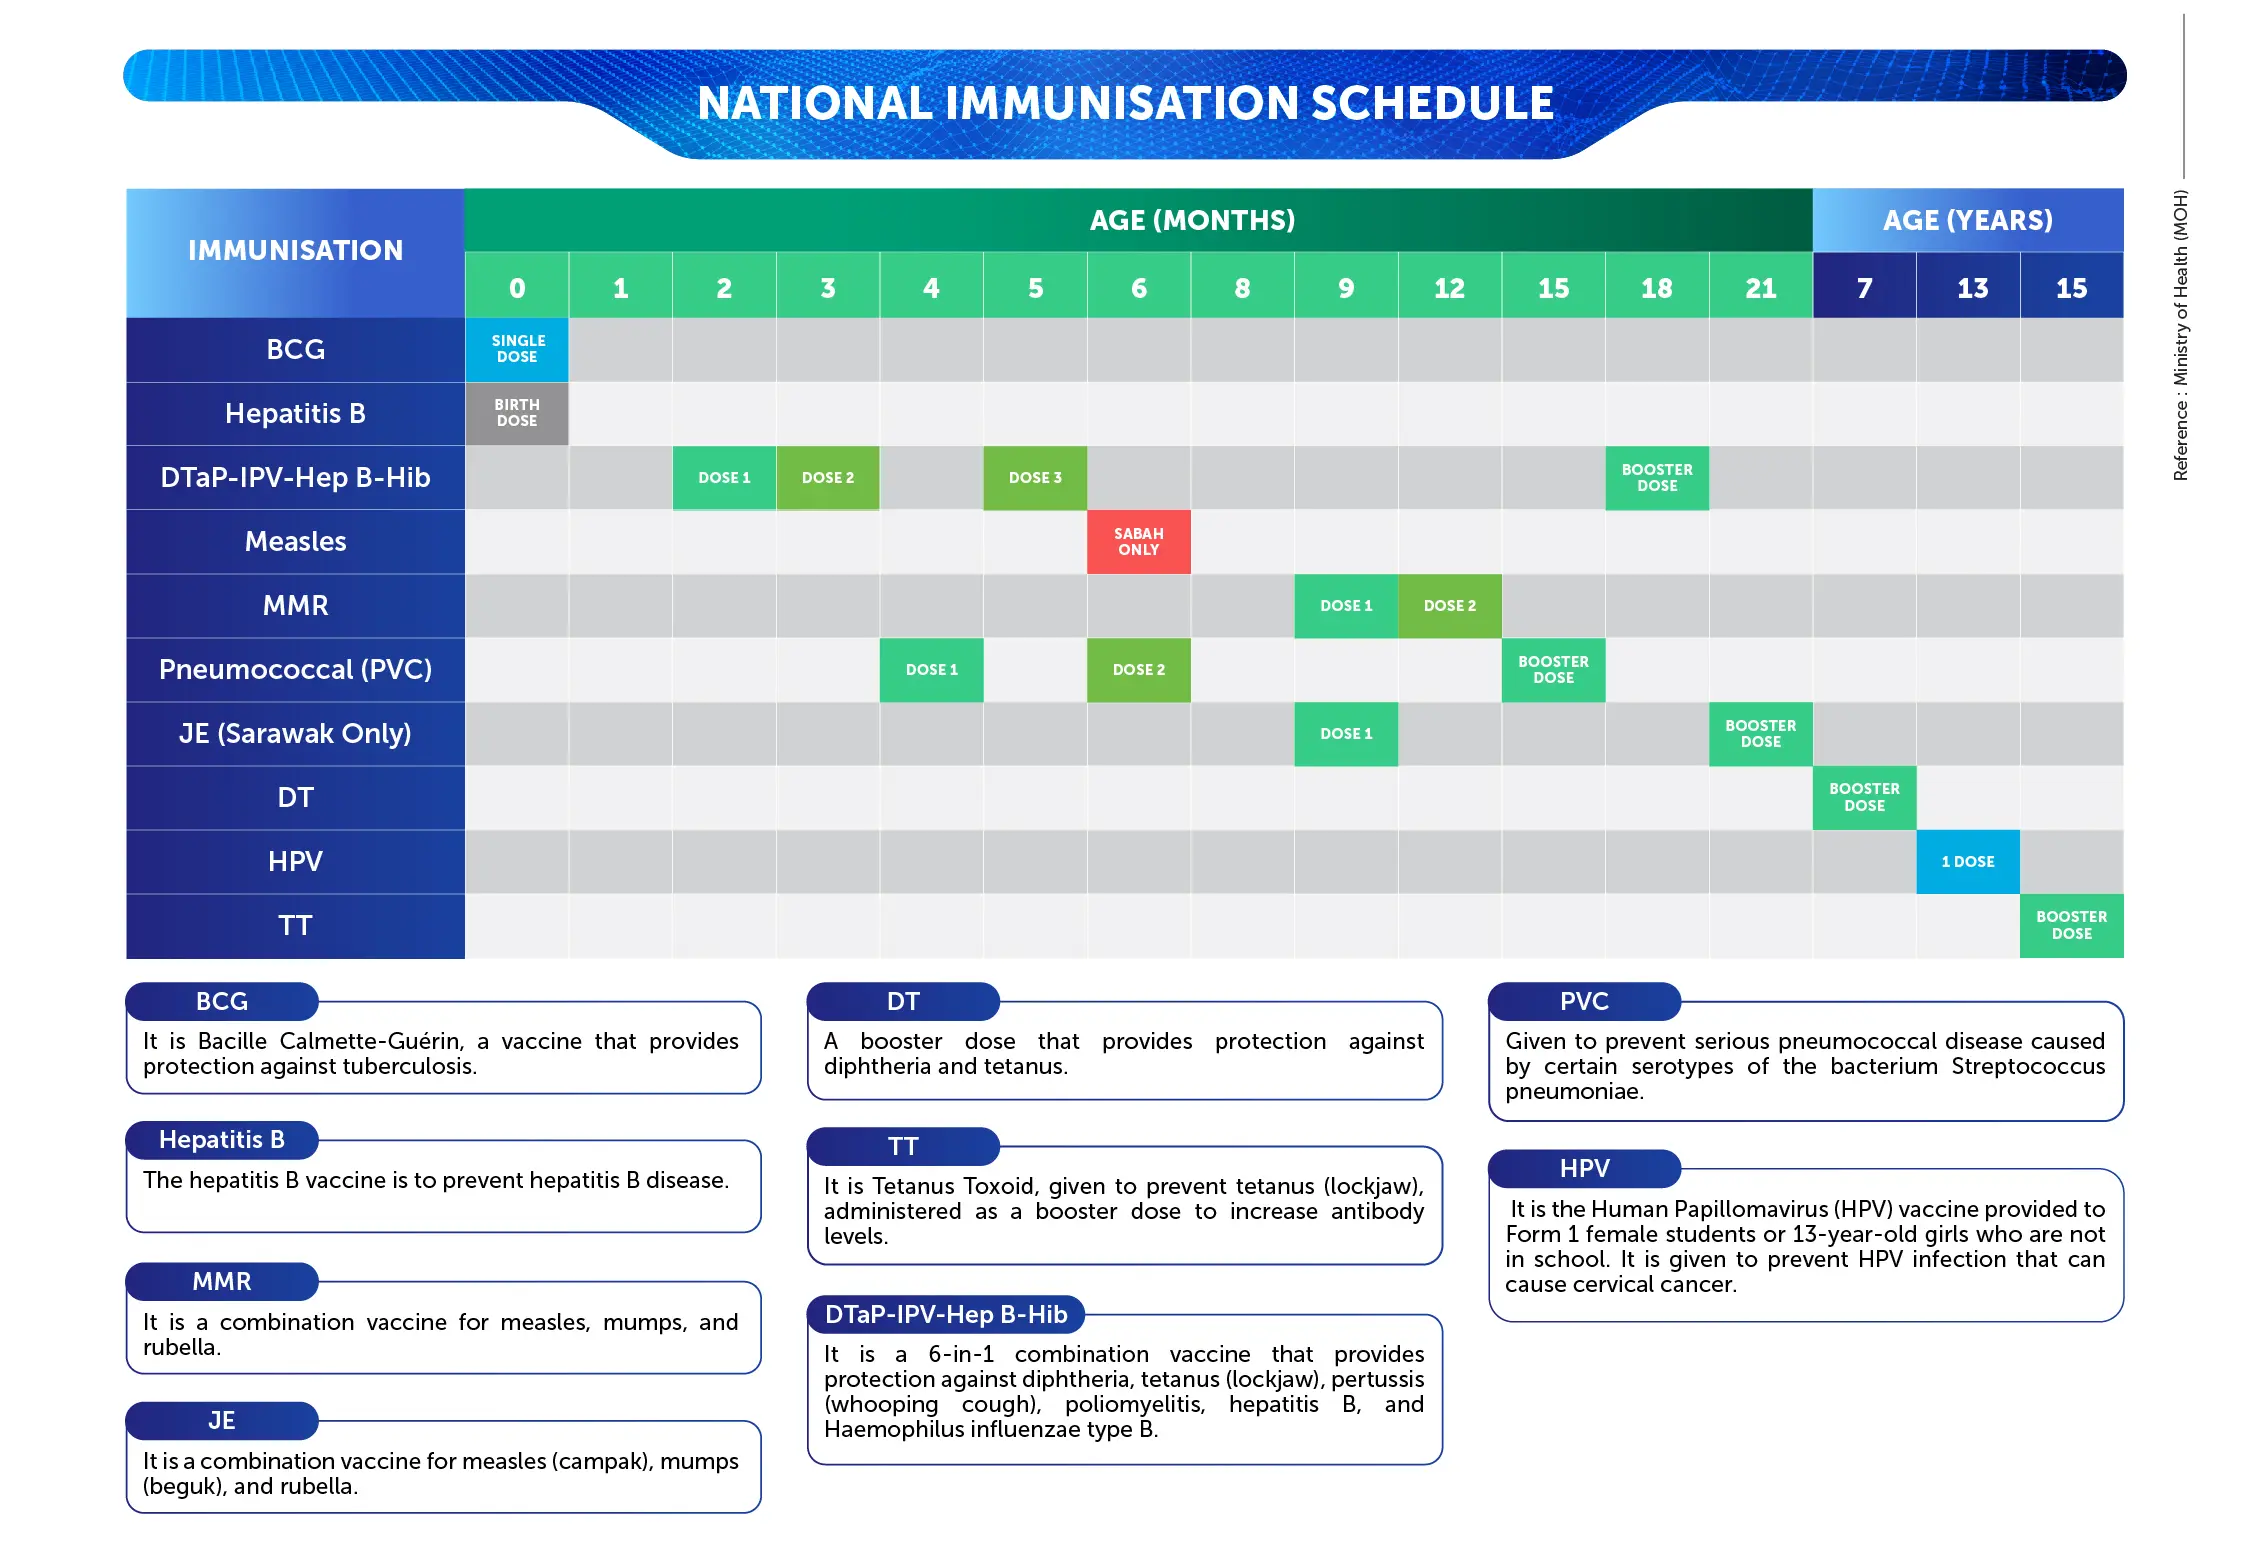 NATIONAL IMMUNISATION SCHEDULE
Reference : Ministry of Health (MOH)
IMMUNISATION
AGE (MONTHS)
AGE (YEARS)
0 1 2 3 4 5 6 8 9 12 15 18 21 7 13 15
BCG
SINGLE
DOSE
Hepatitis B
BIRTH
DOSE
DTaP-IPV-Hep B-Hib
DOSE 1
DOSE 2
DOSE 3
BOOSTER
DOSE
Measles
SABAH
ONLY
MMR
DOSE 1
DOSE 2
Pneumococcal (PVC)
DOSE 1
DOSE 2
BOOSTER
DOSE
JE (Sarawak Only)
DOSE 1
BOOSTER
DOSE
DT
BOOSTER
DOSE
HPV
1 DOSE
TT
BOOSTER
DOSE
BCG
It is Bacille Calmette-Guérin, a vaccine that provides
protection against tuberculosis.
Hepatitis B
The hepatitis B vaccine is to prevent hepatitis B disease.
MMR
It is a combination vaccine for measles, mumps, and
rubella.
JE
It is a combination vaccine for measles (campak), mumps
(beguk), and rubella.
DT
A booster dose that provides protection against
diphtheria and tetanus.
TT
It is Tetanus Toxoid, given to prevent tetanus (lockjaw),
administered as a booster dose to increase antibody
levels.
DTaP-IPV-Hep B-Hib
It is a 6-in-1 combination vaccine that provides
protection against diphtheria, tetanus (lockjaw), pertussis
(whooping cough), poliomyelitis, hepatitis B, and
Haemophilus influenzae type B.
PVC
Given to prevent serious pneumococcal disease caused
by certain serotypes of the bacterium Streptococcus
pneumoniae.
HPV
It is the Human Papillomavirus (HPV) vaccine provided to
Form 1 female students or 13-year-old girls who are not
in school. It is given to prevent HPV infection that can
cause cervical cancer.